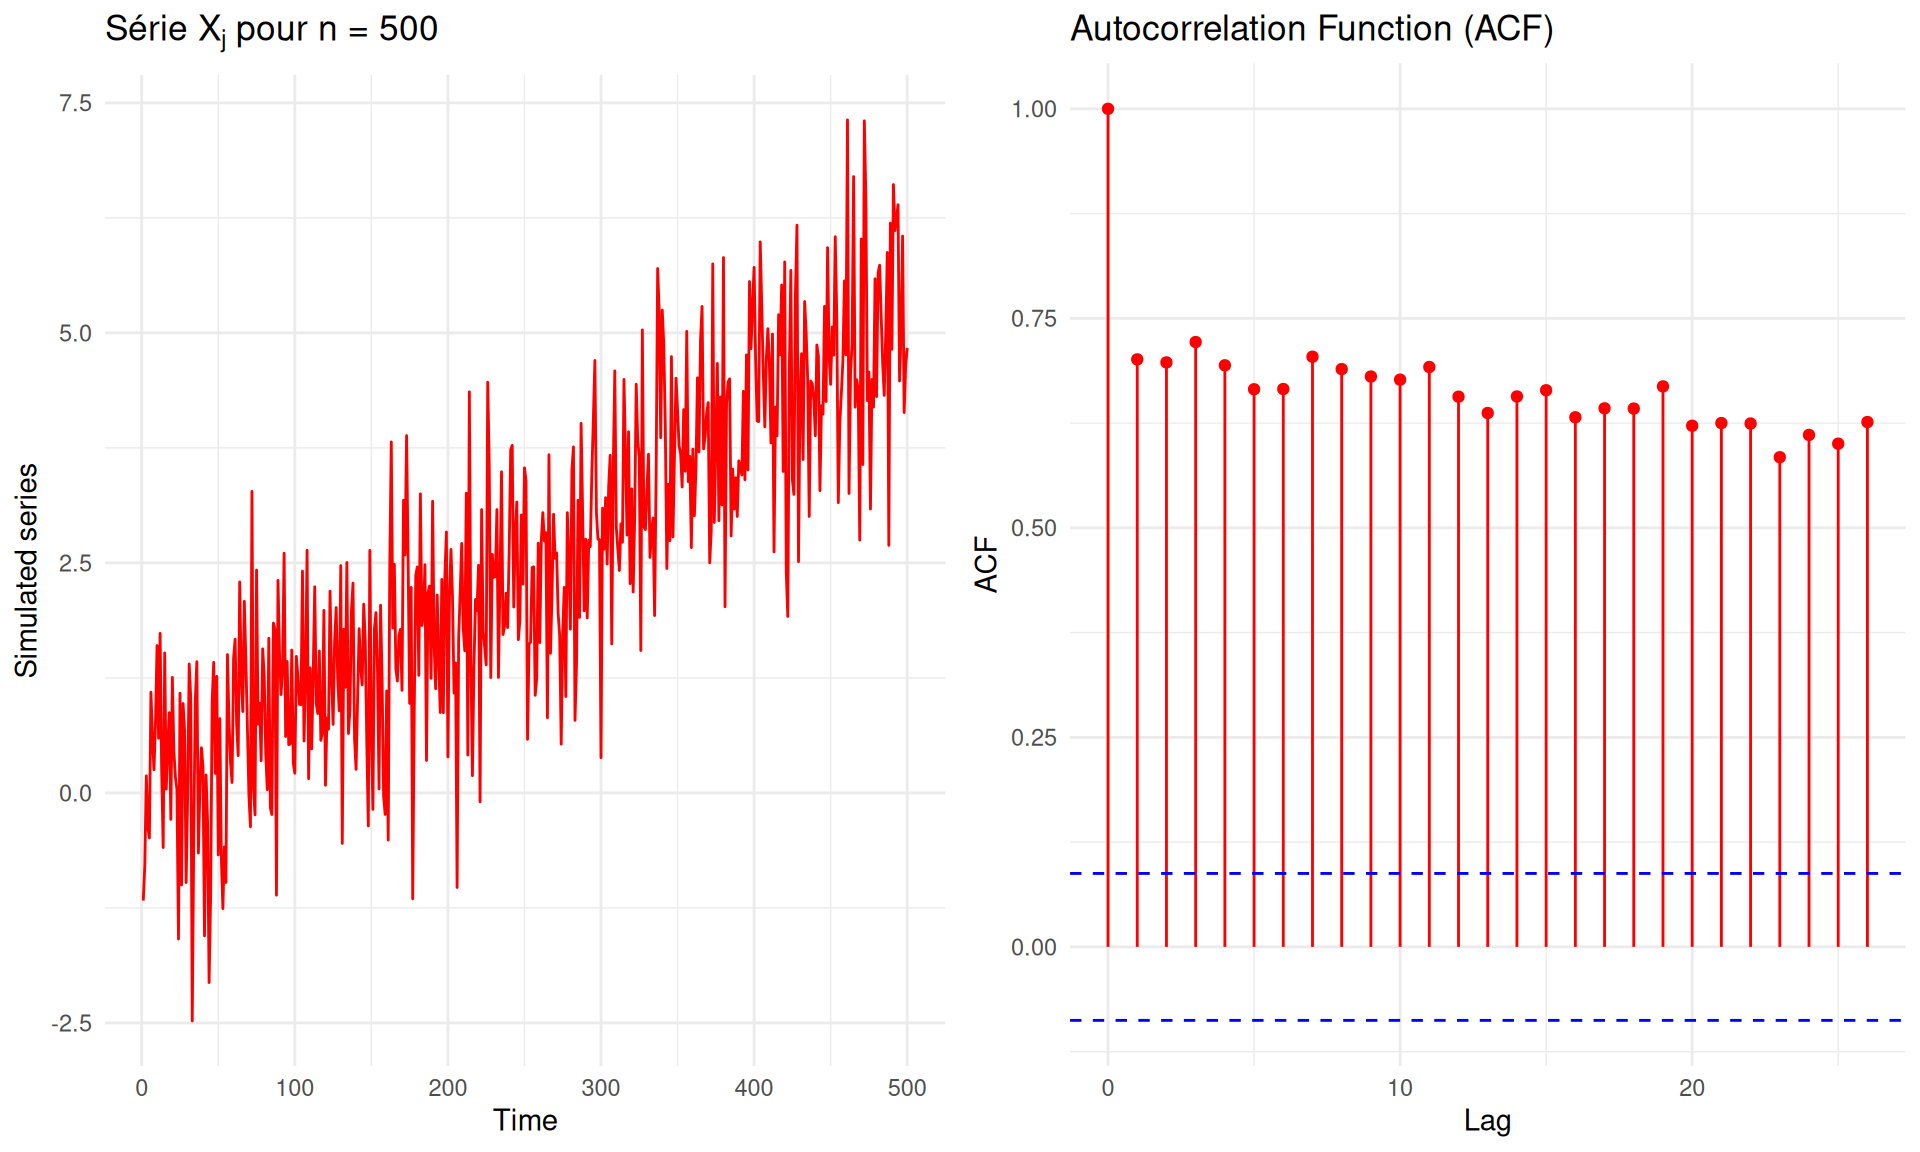 Série Xj pour n = 500
7.5
5.0
2.5
0.0
-2.5
Simulated series
0 100 200 300 400 500
Time
Autocorrelation Function (ACF)
1.00
0.75
0.50
0.25
0.00
ACF
0 10 20
Lag